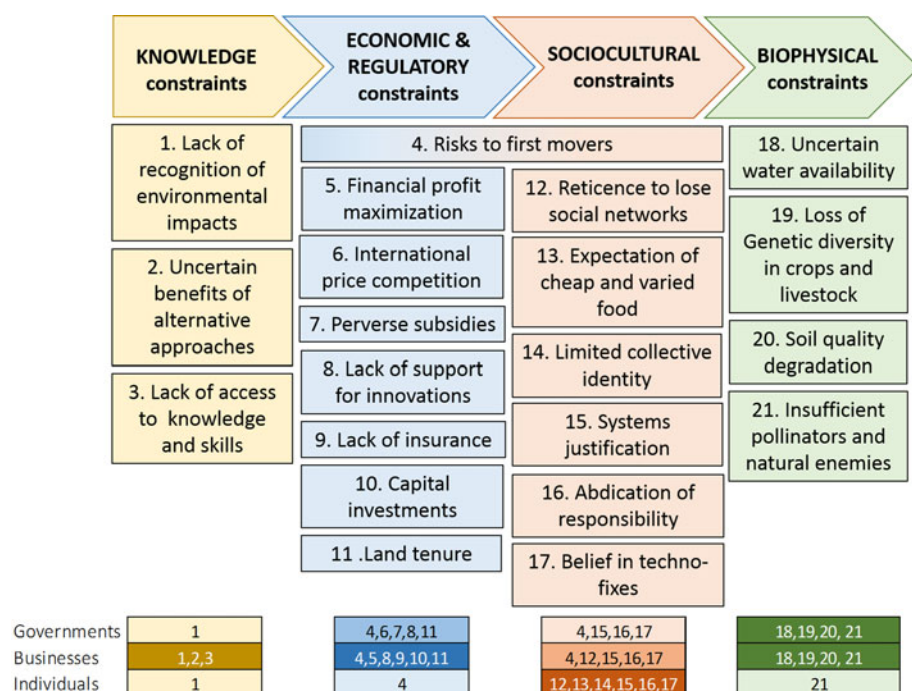 KNOWLEDGE
constraints
ECONOMIC &
REGULATORY
constraints
SOCIOCULTURAL
constraints
BIOPHYSICAL
constraints
1. Lack of
recognition of
environmental
impacts
2. Uncertain
benefits of
alternative
approaches
3. Lack of access
to knowledge
and skills
4. Risks to first movers
5. Financial profit
maximization
6. International
price competition
7. Perverse subsidies
8. Lack of support
for innovations
9. Lack of insurance
10. Capital
investments
11 .Land tenure
12. Reticence to lose
social networks
13. Expectation of
cheap and varied
food
14. Limited collective
identity
15. Systems
justification
16. Abdication of
responsibility
17. Belief in techno-
fixes
18. Uncertain
water availability
19. Loss of
Genetic diversity
in crops and
livestock
20. Soil quality
degradation
21. Insufficient
pollinators and
natural enemies
Governments 1 4,6,7,8,11 4,15,16,17 18,19,20, 21
Businesses 1,2,3 4,5,8,9,10,11 4,12,15,16,17 18,19,20, 21
Individuals 1 4 12,13,14,15,16,17 21